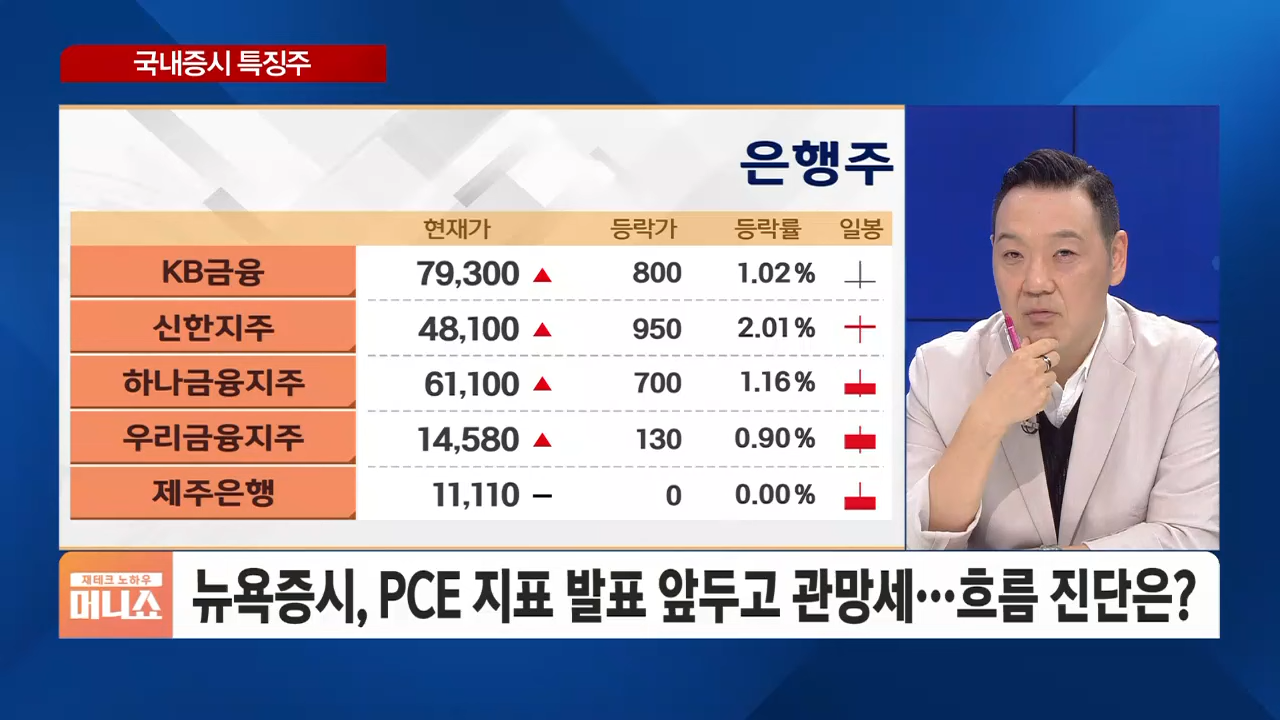 국내증시 특징주
은행주
현재가 등락가 등락률 일봉
KB금융 79,300 ▲ 800 1.02%
신한지주 48,100 ▲ 950 2.01%
하나금융지주 61,100 ▲ 700 1.16%
우리금융지주 14,580 ▲ 130 0.90%
제주은행 11,110 – 0 0.00%
재테크 노하우
머니쇼
뉴욕증시, PCE 지표 발표 앞두고 관망세…흐름 진단은?